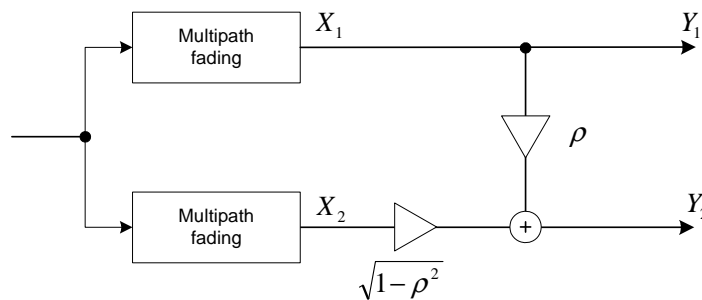 Multipath
fading
X₁
Y₁
ρ
Multipath
fading
X₂
Y₂
+
√(1−ρ²)